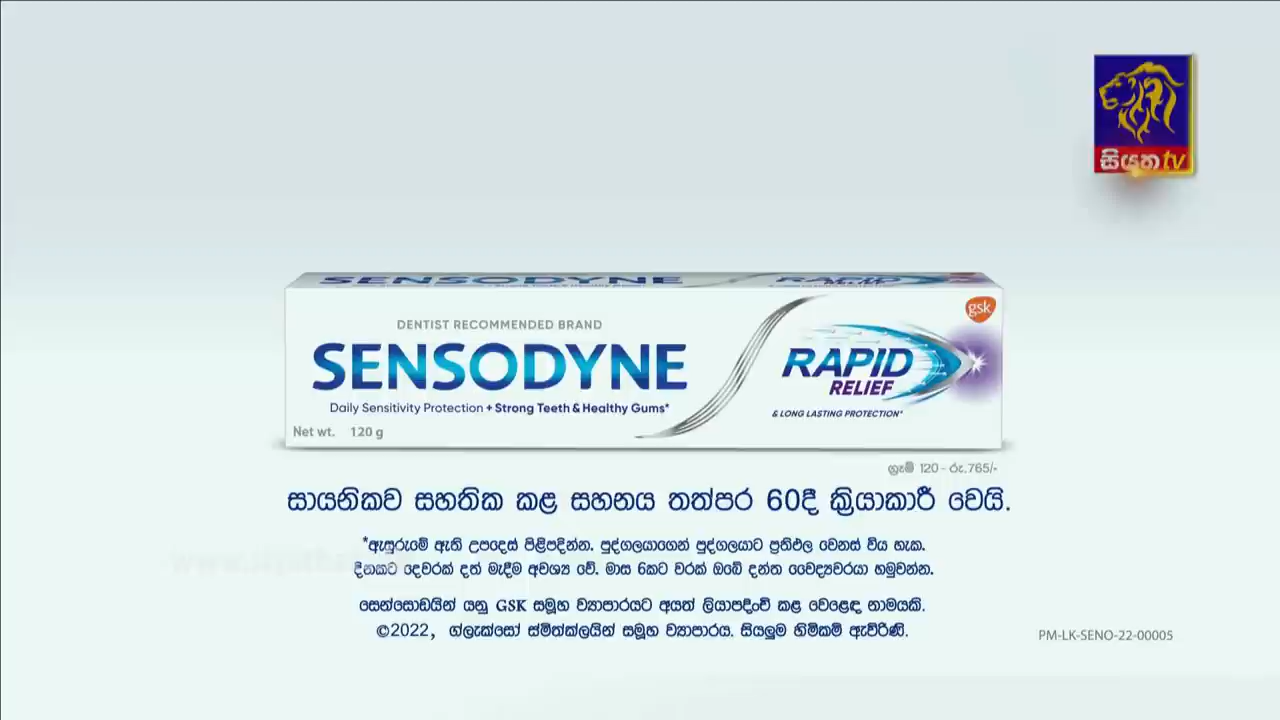 සියත tv
SENSODYNE
RAPID
RELIEF
gsk
DENTIST RECOMMENDED BRAND
SENSODYNE
RAPID
RELIEF
Daily Sensitivity Protection + Strong Teeth & Healthy Gums*
& LONG LASTING PROTECTION*
Net wt. 120 g
ග්‍රෑම් 120 - රු.765/-
සායනිකව සහතික කළ සහනය තත්පර 60දී ක්‍රියාකාරී වෙයි.
*ඇසුරුමේ ඇති උපදෙස් පිළිපදින්න. පුද්ගලයාගෙන් පුද්ගලයාට ප්‍රතිඵල වෙනස් විය හැක.
දිනකට දෙවරක් දත් මැදීම අවශ්‍ය වේ. මාස 6කට වරක් ඔබේ දන්ත වෛද්‍යවරයා හමුවන්න.
සෙන්සොඩයින් යනු GSK සමූහ ව්‍යාපාරයට අයත් ලියාපදිංචි කළ වෙළෙඳ නාමයකි.
©2022, ග්ලැක්සෝ ස්මිත්ක්ලයින් සමූහ ව්‍යාපාරය. සියලුම හිමිකම් ඇව්රිණි.
PM-LK-SENO-22-00005